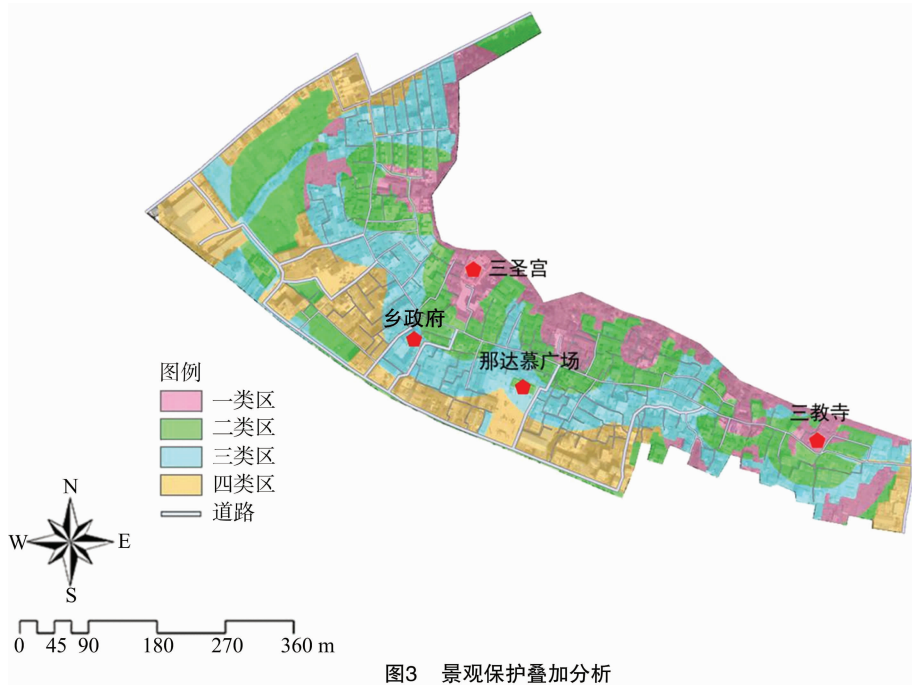 三圣宫
乡政府
那达慕广场
三教寺
图例
一类区
二类区
三类区
四类区
道路
N
W E
S
0 45 90 180 270 360 m
图3 景观保护叠加分析